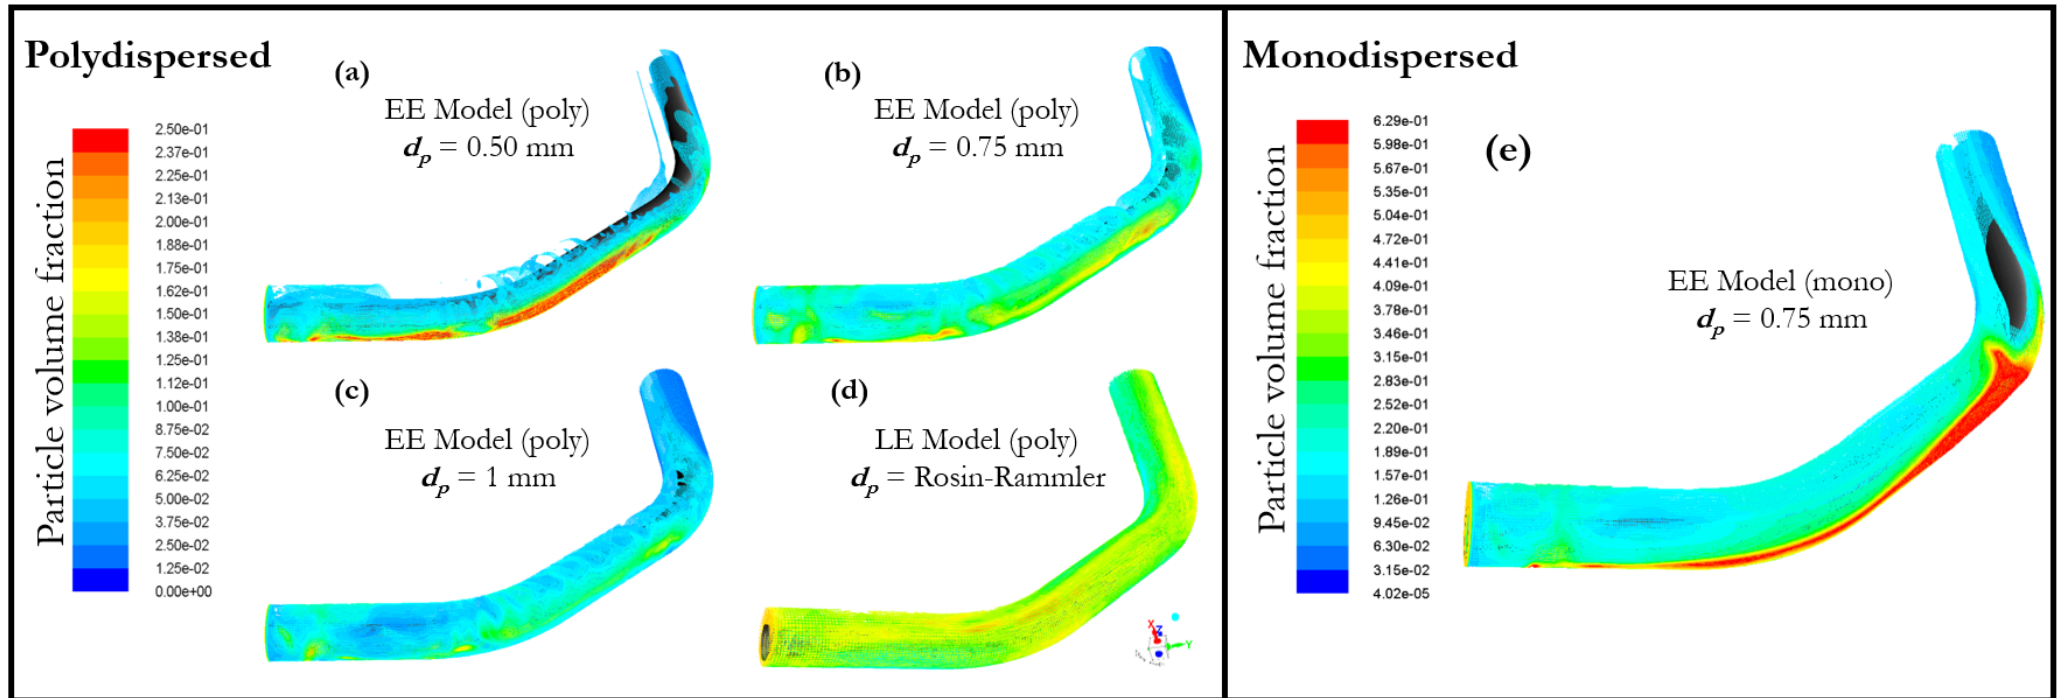 Polydispersed
Particle volume fraction
2.50e-01
2.37e-01
2.25e-01
2.13e-01
2.00e-01
1.88e-01
1.75e-01
1.62e-01
1.50e-01
1.38e-01
1.25e-01
1.12e-01
1.00e-01
8.75e-02
7.50e-02
6.25e-02
5.00e-02
3.75e-02
2.50e-02
1.25e-02
0.00e+00
(a)
EE Model (poly)
dp = 0.50 mm
(b)
EE Model (poly)
dp = 0.75 mm
(c)
EE Model (poly)
dp = 1 mm
(d)
LE Model (poly)
dp = Rosin-Rammler
X
Z
Y
Monodispersed
Particle volume fraction
6.29e-01
5.98e-01
5.67e-01
5.35e-01
5.04e-01
4.72e-01
4.41e-01
4.09e-01
3.78e-01
3.46e-01
3.15e-01
2.83e-01
2.52e-01
2.20e-01
1.89e-01
1.57e-01
1.26e-01
9.45e-02
6.30e-02
3.15e-02
4.02e-05
(e)
EE Model (mono)
dp = 0.75 mm